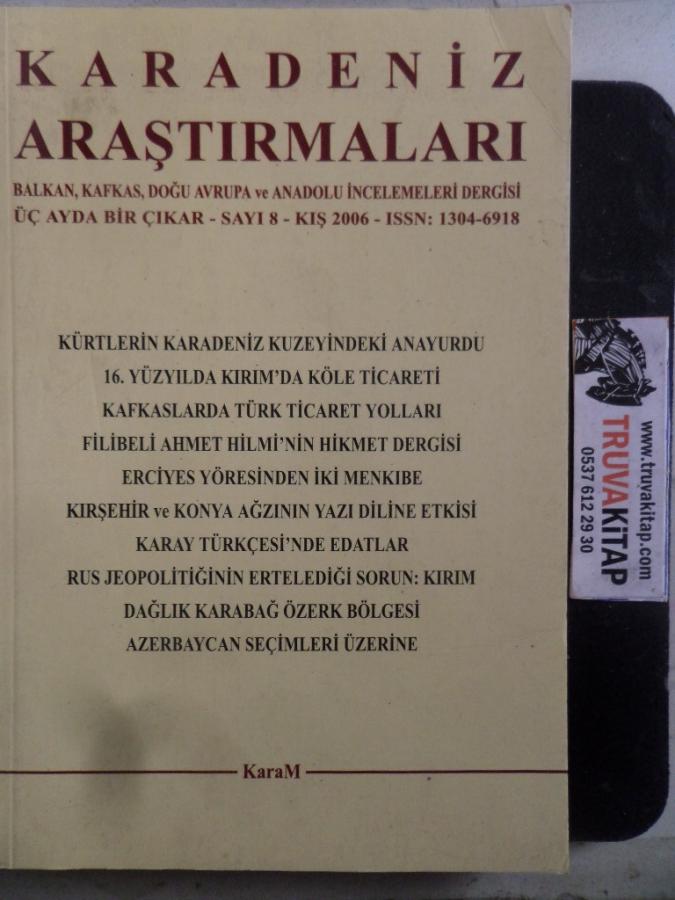 KARADENİZ
ARAŞTIRMALARI
BALKAN, KAFKAS, DOĞU AVRUPA ve ANADOLU İNCELEMELERİ DERGİSİ
ÜÇ AYDA BİR ÇIKAR - SAYI 8 - KIŞ 2006 - ISSN: 1304-6918
KÜRTLERİN KARADENİZ KUZEYİNDEKİ ANAYURDU
16. YÜZYILDA KIRIM'DA KÖLE TİCARETİ
KAFKASLARDA TÜRK TİCARET YOLLARI
FİLİBELİ AHMET HİLMİ'NİN HİKMET DERGİSİ
ERCİYES YÖRESİNDEN İKİ MENKIBE
KIRŞEHİR ve KONYA AĞZININ YAZI DİLİNE ETKİSİ
KARAY TÜRKÇESİ'NDE EDATLAR
RUS JEOPOLİTİĞİNİN ERTELEDİĞİ SORUN: KIRIM
DAĞLIK KARABAĞ ÖZERK BÖLGESİ
AZERBAYCAN SEÇİMLERİ ÜZERİNE
KaraM
www.truvakitap.com
TRUVAKİTAP
0537 612 29 30